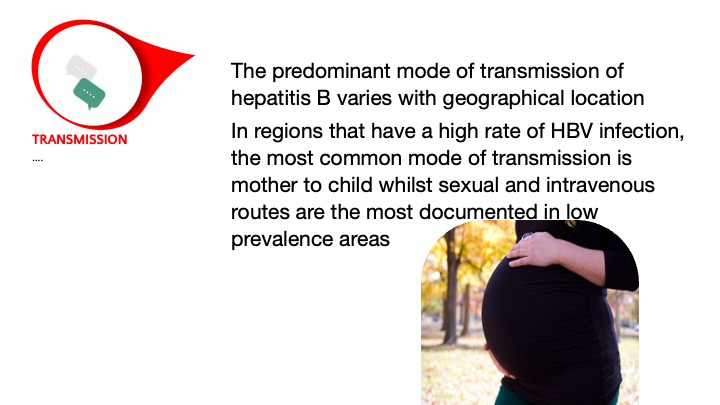 TRANSMISSION
....
The predominant mode of transmission of
hepatitis B varies with geographical location
In regions that have a high rate of HBV infection,
the most common mode of transmission is
mother to child whilst sexual and intravenous
routes are the most documented in low
prevalence areas